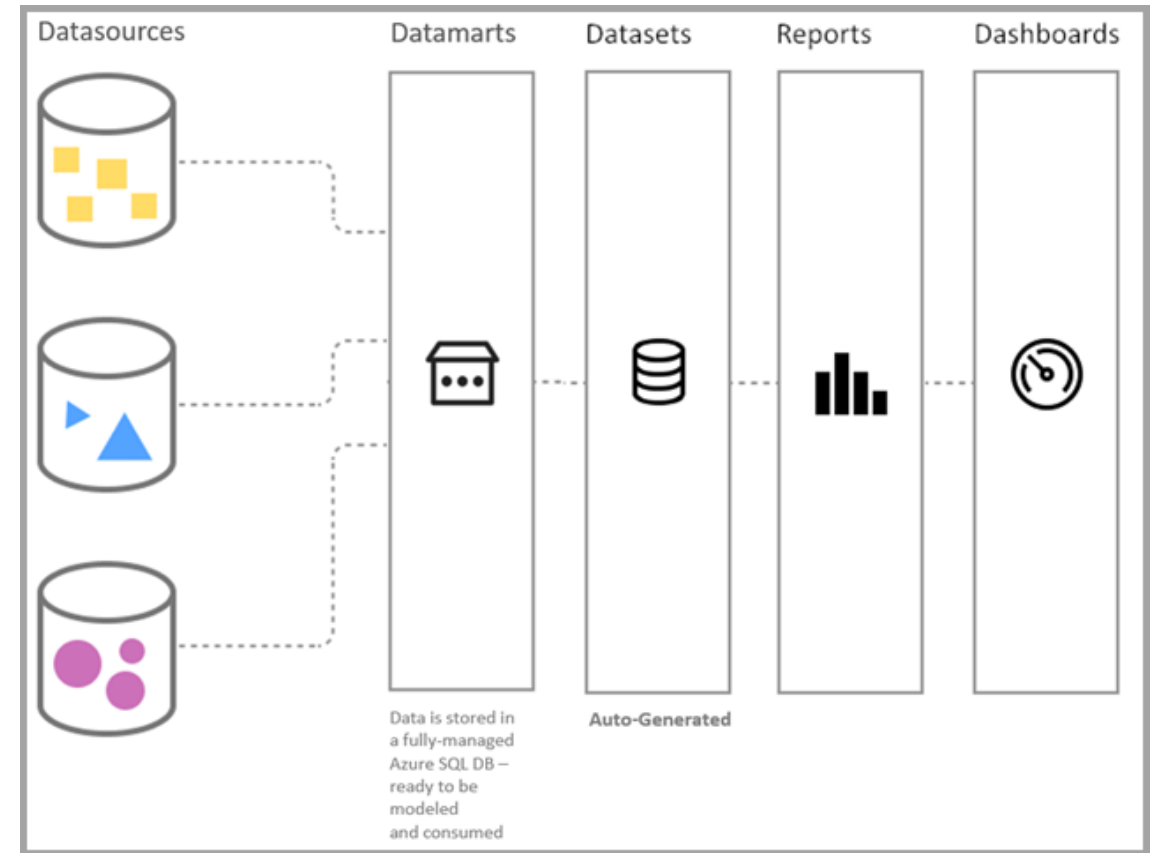 Datasources
Datamarts
Datasets
Reports
Dashboards
Data is stored in
a fully-managed
Azure SQL DB –
ready to be
modeled
and consumed
Auto-Generated